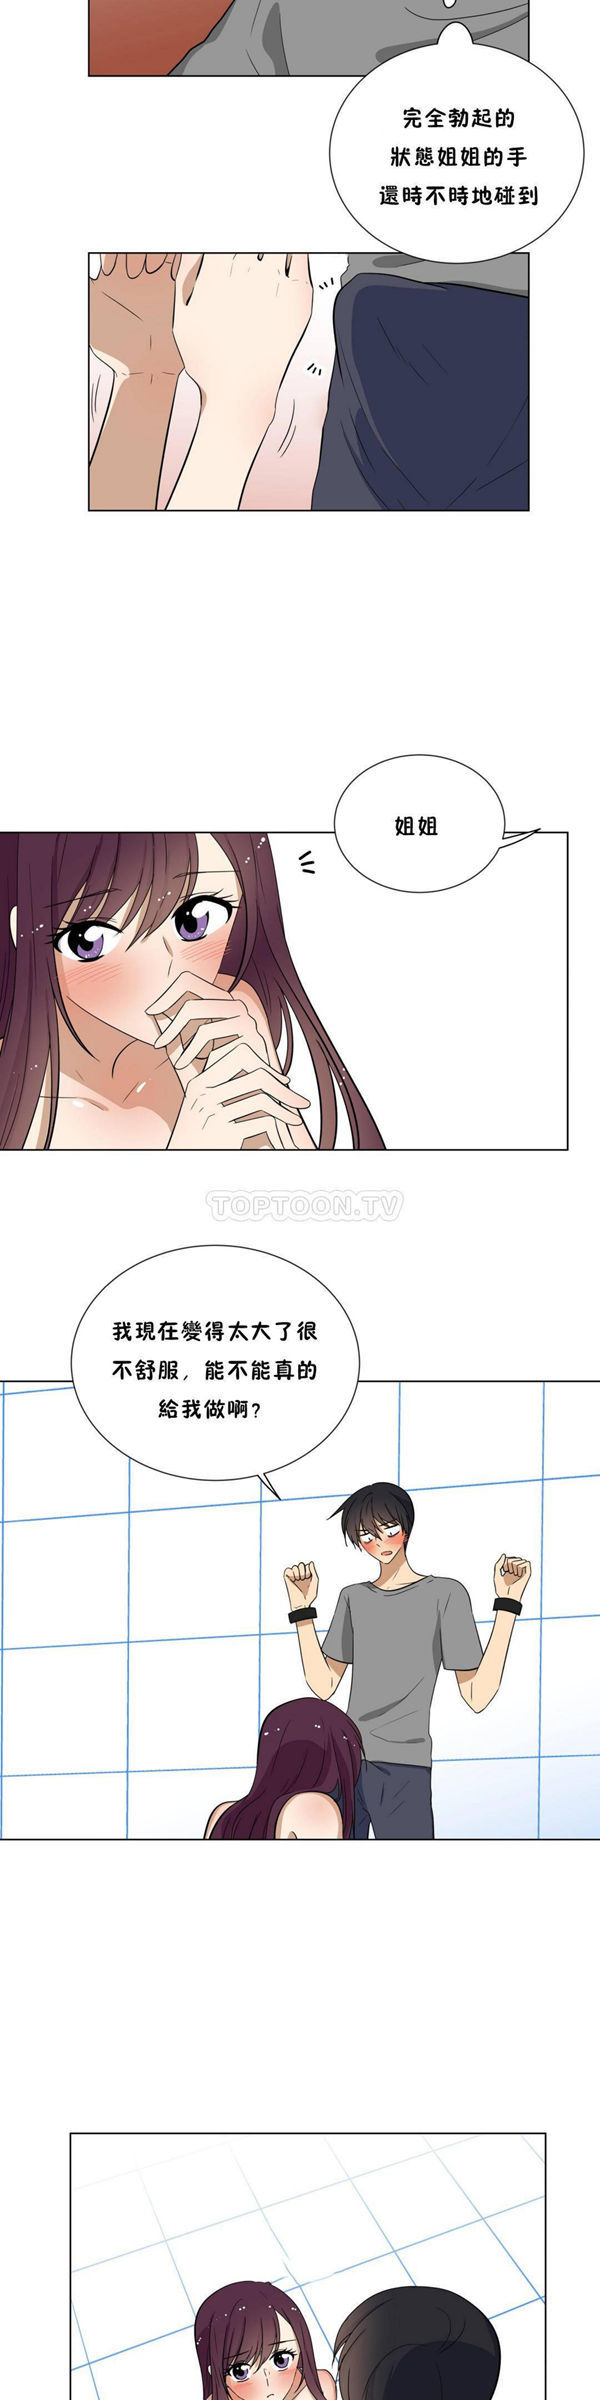 完全勃起的
狀態姐姐的手
還時不時地碰到
姐姐
TOPTOON.TV
我現在變得太大了很
不舒服，能不能真的
給我做啊？